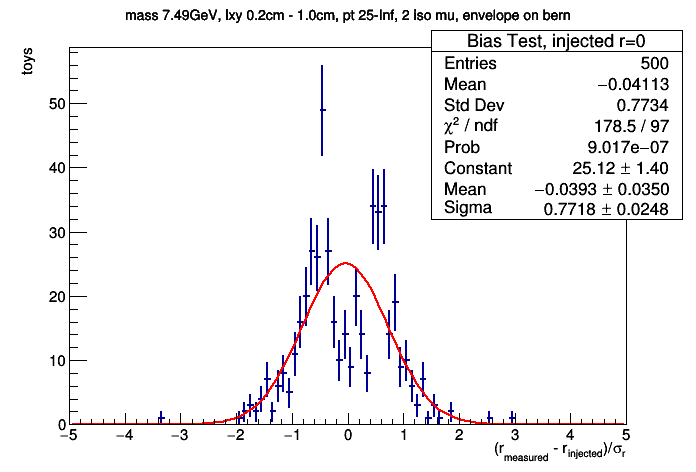 mass 7.49GeV, lxy 0.2cm - 1.0cm, pt 25-Inf, 2 Iso mu, envelope on bern
toys
Bias Test, injected r=0
Entries 500
Mean −0.04113
Std Dev 0.7734
χ² / ndf 178.5 / 97
Prob 9.017e−07
Constant 25.12 ± 1.40
Mean −0.0393 ± 0.0350
Sigma 0.7718 ± 0.0248
50
40
30
20
10
0
−5 −4 −3 −2 −1 0 1 2 3 4 5
(r_measured - r_injected)/σ_r